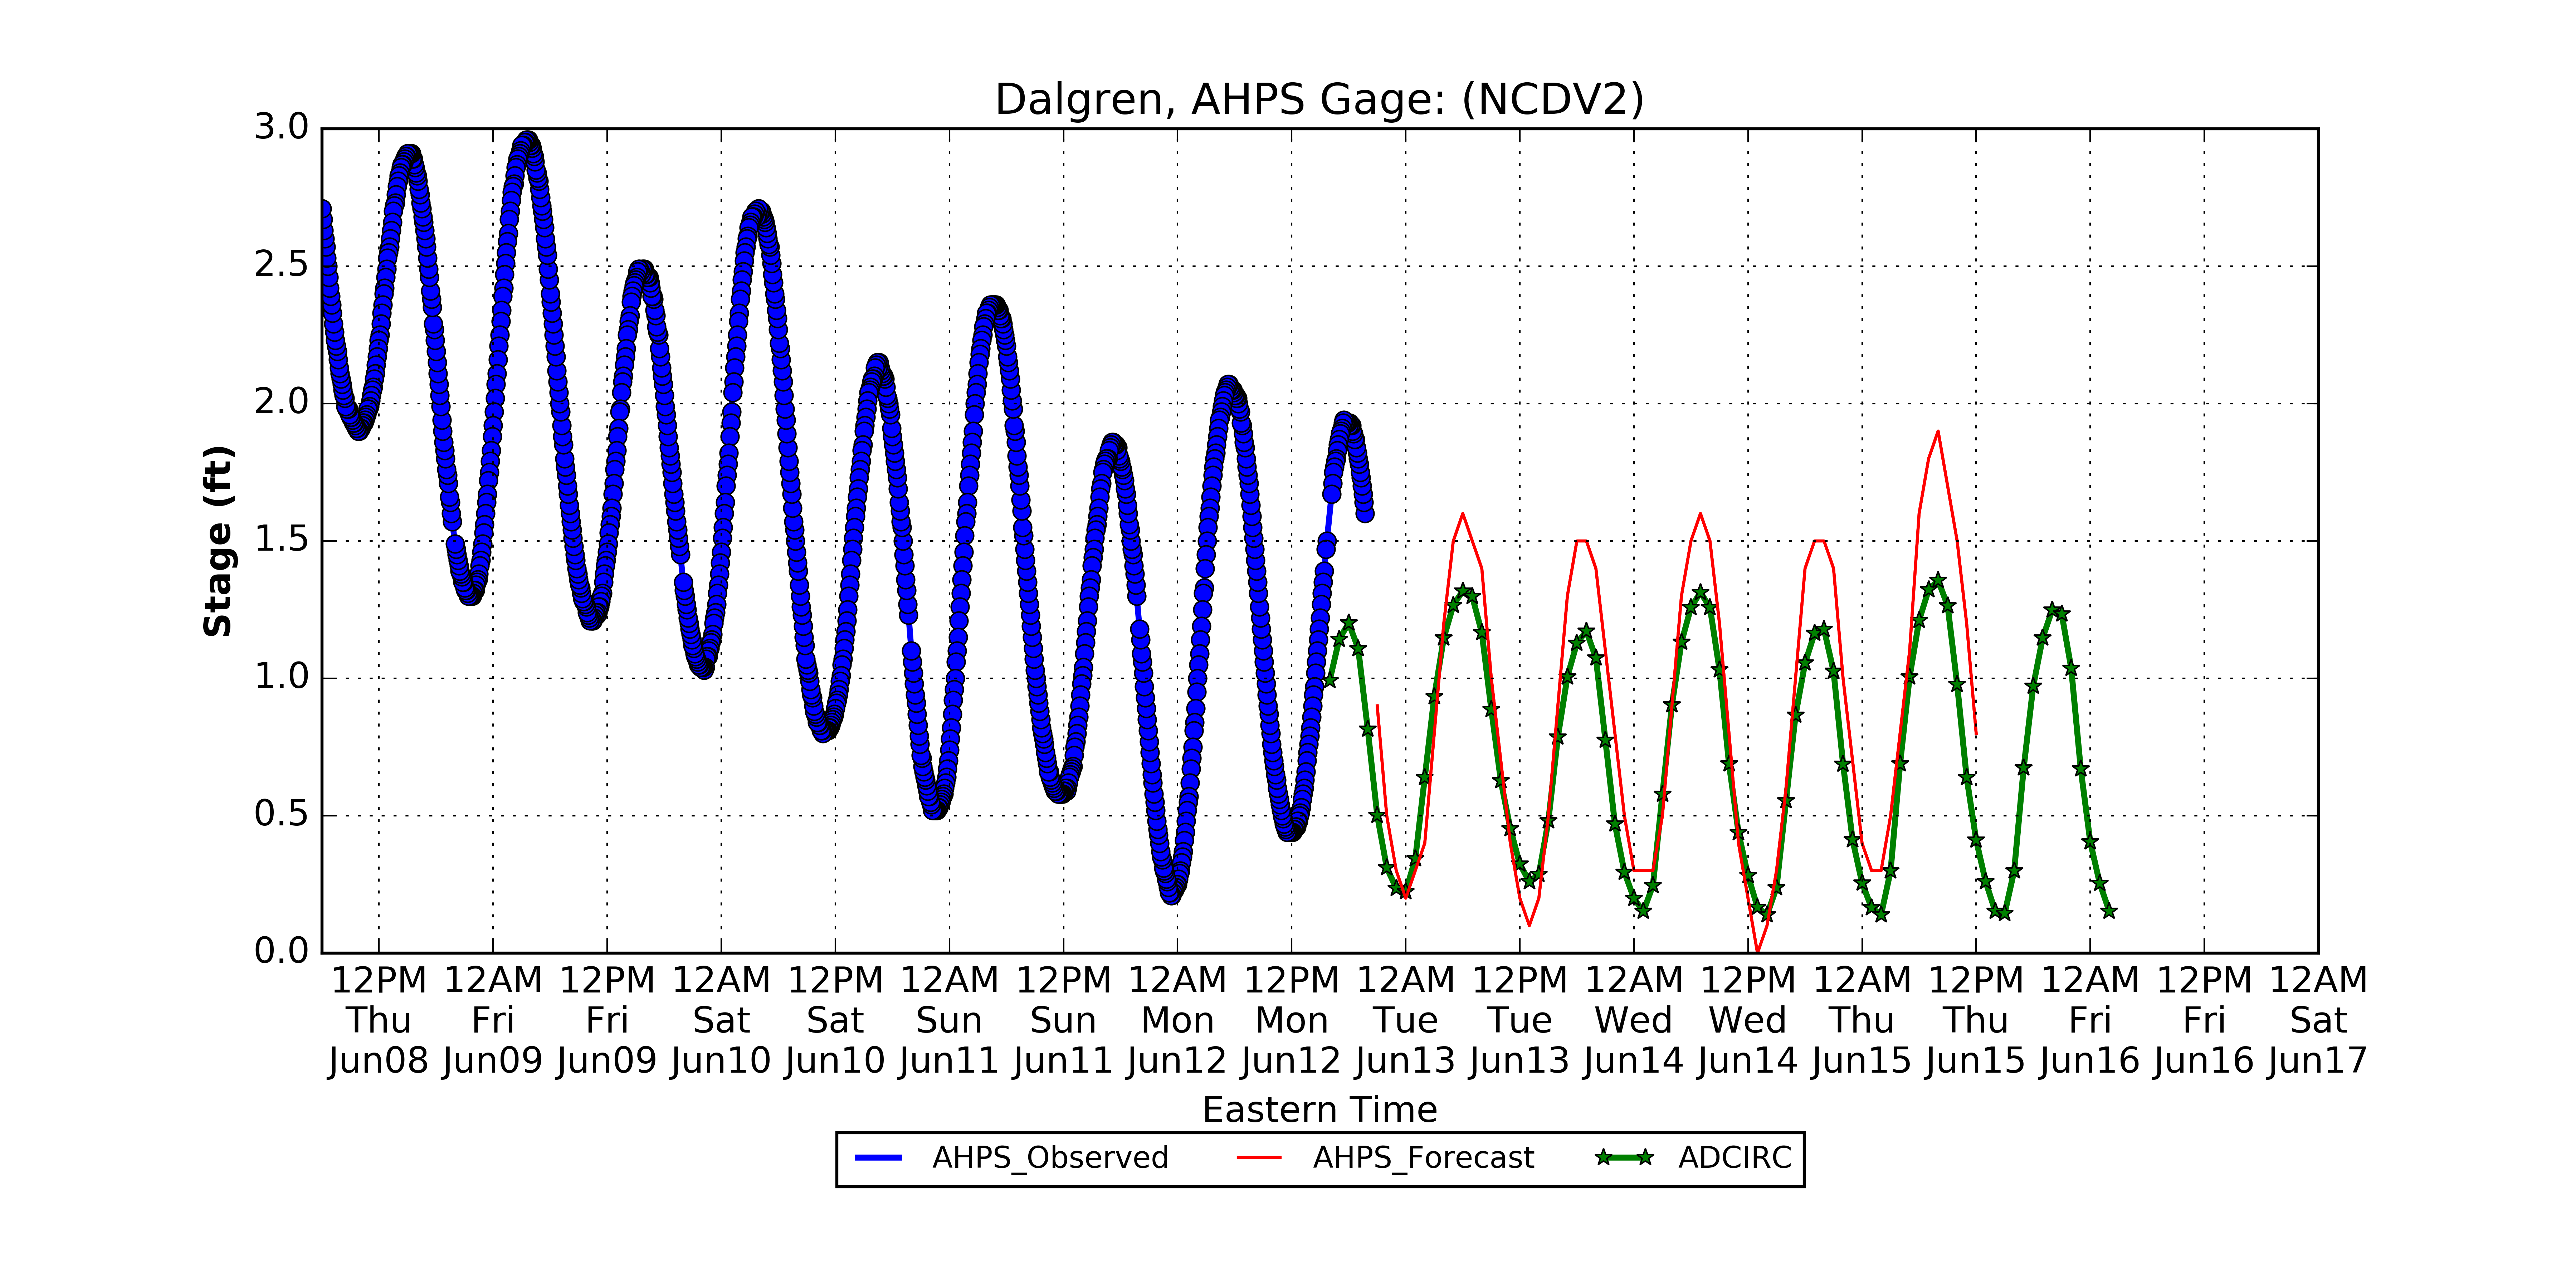 Dalgren, AHPS Gage: (NCDV2)
3.0
2.5
2.0
1.5
1.0
0.5
0.0
Stage (ft)
12PM 12AM 12PM 12AM 12PM 12AM 12PM 12AM 12PM 12AM 12PM 12AM 12PM 12AM 12PM 12AM 12PM 12AM
Thu Fri Fri Sat Sat Sun Sun Mon Mon Tue Tue Wed Wed Thu Thu Fri Fri Sat
Jun08 Jun09 Jun09 Jun10 Jun10 Jun11 Jun11 Jun12 Jun12 Jun13 Jun13 Jun14 Jun14 Jun15 Jun15 Jun16 Jun16 Jun17
Eastern Time
AHPS_Observed AHPS_Forecast ADCIRC